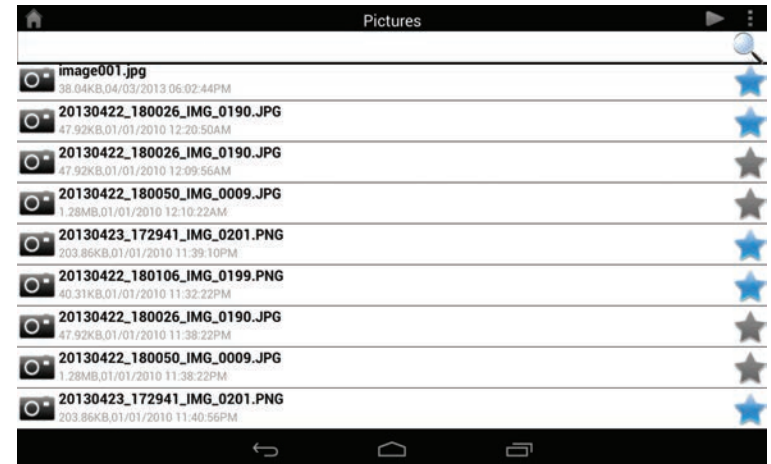 Pictures
image001.jpg
38.04KB,04/03/2013 06:02:44PM
20130422_180026_IMG_0190.JPG
47.92KB,01/01/2010 12:20:50AM
20130422_180026_IMG_0190.JPG
47.92KB,01/01/2010 12:09:56AM
20130422_180050_IMG_0009.JPG
1.28MB,01/01/2010 12:10:22AM
20130423_172941_IMG_0201.PNG
203.86KB,01/01/2010 11:39:10PM
20130422_180106_IMG_0199.PNG
40.31KB,01/01/2010 11:32:22PM
20130422_180026_IMG_0190.JPG
47.92KB,01/01/2010 11:38:22PM
20130422_180050_IMG_0009.JPG
1.28MB,01/01/2010 11:38:22PM
20130423_172941_IMG_0201.PNG
203.86KB,01/01/2010 11:40:56PM